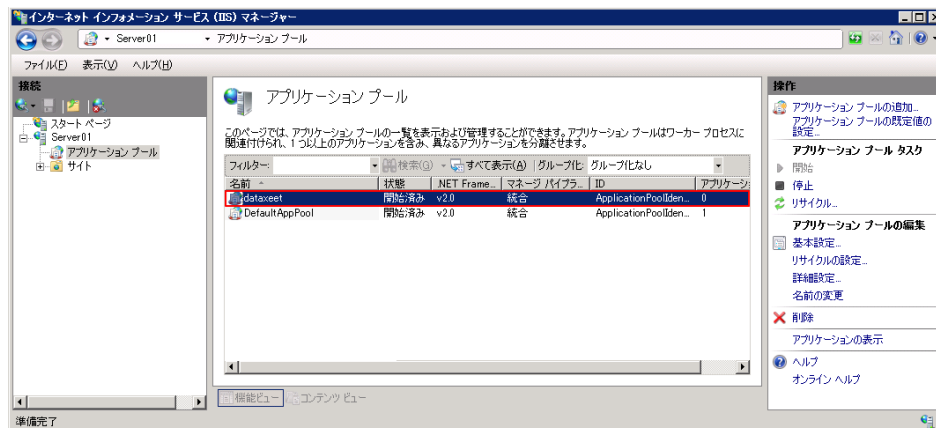 インターネット インフォメーション サービス (IIS) マネージャー
Server01 アプリケーション プール
ファイル(F) 表示(V) ヘルプ(H)
接続
スタート ページ
Server01
アプリケーション プール
サイト
アプリケーション プール
このページでは、アプリケーション プールの一覧を表示および管理することができます。アプリケーション プールはワーカー プロセスに
関連付けられ、1 つ以上のアプリケーションを含み、異なるアプリケーションを分離させます。
フィルター: 検索(G) すべて表示(A) グループ化: グループ化なし
名前 状態 .NET Frame... マネージ パイプラ... ID アプリケーシ
dataxeet 開始済み v2.0 統合 ApplicationPoolIden... 0
DefaultAppPool 開始済み v2.0 統合 ApplicationPoolIden... 1
機能ビュー コンテンツ ビュー
操作
アプリケーション プールの追加...
アプリケーション プールの既定値の
設定...
アプリケーション プール タスク
開始
停止
リサイクル...
アプリケーション プールの編集
基本設定...
リサイクルの設定...
詳細設定...
名前の変更
削除
アプリケーションの表示
ヘルプ
オンライン ヘルプ
準備完了